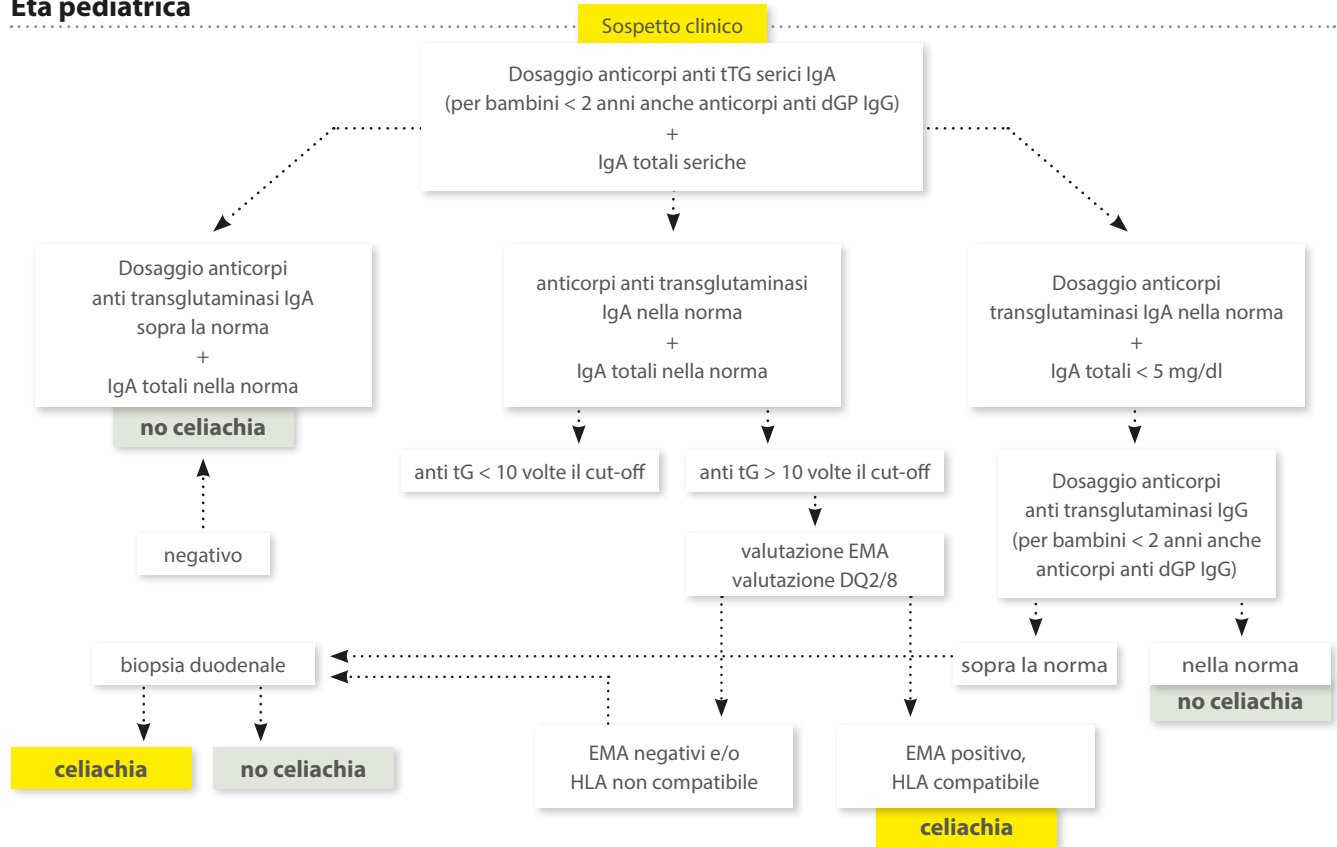 Età pediatrica
Sospetto clinico
Dosaggio anticorpi anti tTG serici IgA
(per bambini < 2 anni anche anticorpi anti dGP IgG)
+
IgA totali seriche
Dosaggio anticorpi
anti transglutaminasi IgA
sopra la norma
+
IgA totali nella norma
no celiachia
negativo
anticorpi anti transglutaminasi
IgA nella norma
+
IgA totali nella norma
anti tG < 10 volte il cut-off
anti tG > 10 volte il cut-off
valutazione EMA
valutazione DQ2/8
Dosaggio anticorpi
transglutaminasi IgA nella norma
+
IgA totali < 5 mg/dl
Dosaggio anticorpi
anti transglutaminasi IgG
(per bambini < 2 anni anche
anticorpi anti dGP IgG)
biopsia duodenale
sopra la norma
nella norma
no celiachia
celiachia
no celiachia
EMA negativi e/o
HLA non compatibile
EMA positivo,
HLA compatibile
celiachia